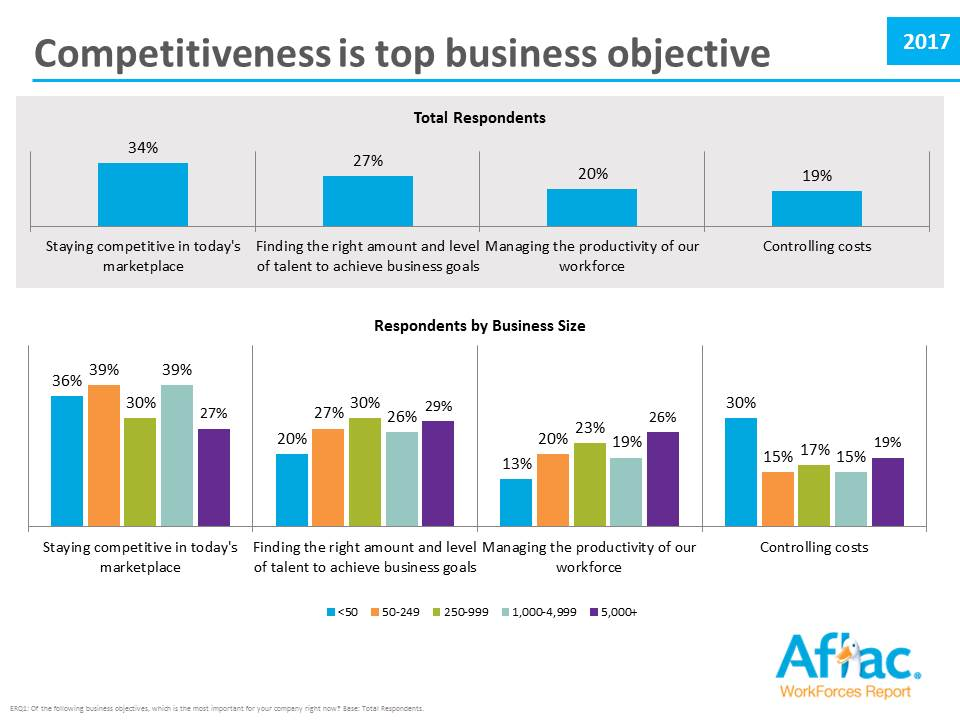 Competitiveness is top business objective
2017
Total Respondents
34%
27%
20%
19%
Staying competitive in today's
marketplace
Finding the right amount and level
of talent to achieve business goals
Managing the productivity of our
workforce
Controlling costs
Respondents by Business Size
36%
39%
30%
39%
27%
20%
27%
30%
26%
29%
13%
20%
23%
19%
26%
30%
15%
17%
15%
19%
Staying competitive in today's
marketplace
Finding the right amount and level
of talent to achieve business goals
Managing the productivity of our
workforce
Controlling costs
<50 50-249 250-999 1,000-4,999 5,000+
Aflac®
WorkForces Report
ERQ1: Of the following business objectives, which is the most important for your company right now? Base: Total Respondents.